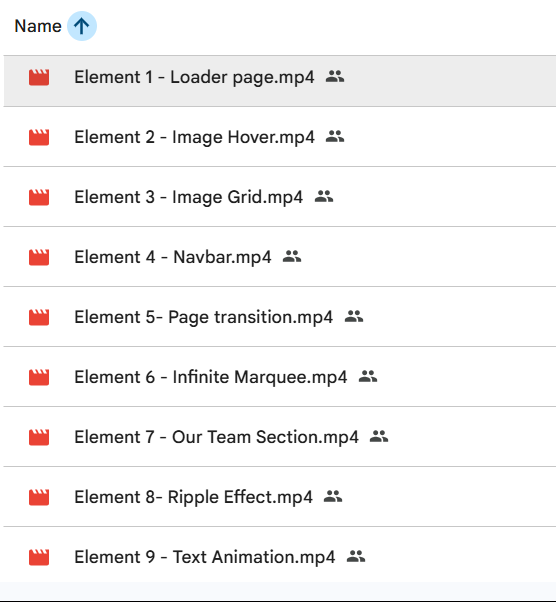 Name
Element 1 - Loader page.mp4
Element 2 - Image Hover.mp4
Element 3 - Image Grid.mp4
Element 4 - Navbar.mp4
Element 5- Page transition.mp4
Element 6 - Infinite Marquee.mp4
Element 7 - Our Team Section.mp4
Element 8- Ripple Effect.mp4
Element 9 - Text Animation.mp4